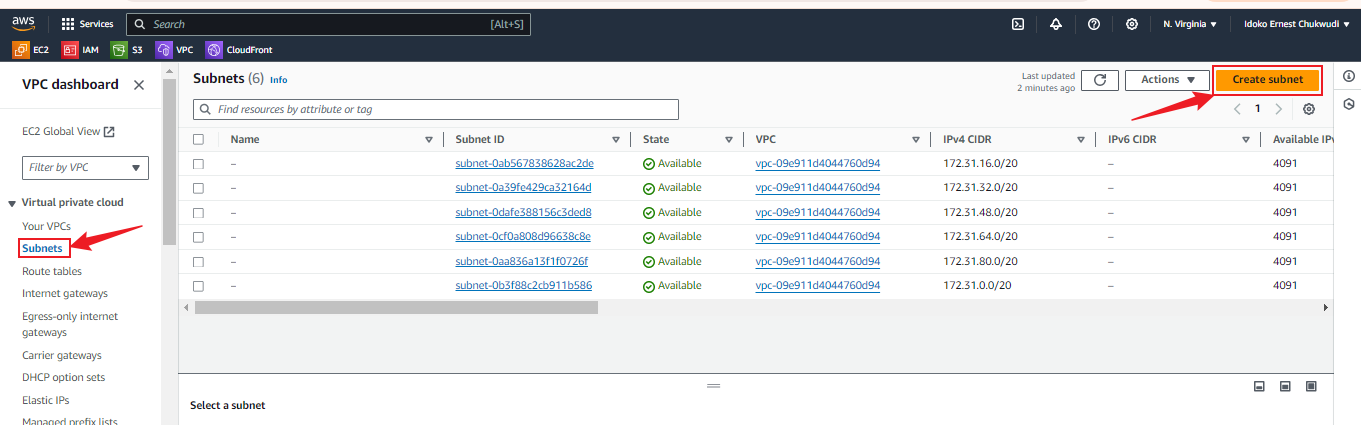 aws Services Search [Alt+S] N. Virginia Idoko Ernest Chukwudi
EC2 IAM S3 VPC CloudFront
VPC dashboard
EC2 Global View
Filter by VPC
Virtual private cloud
Your VPCs
Subnets
Route tables
Internet gateways
Egress-only internet
gateways
Carrier gateways
DHCP option sets
Elastic IPs
Managed prefix lists
Subnets (6) Info
Last updated
2 minutes ago
Actions
Create subnet
Find resources by attribute or tag
1
Name Subnet ID State VPC IPv4 CIDR IPv6 CIDR Available IPv
– subnet-0ab567838628ac2de Available vpc-09e911d4044760d94 172.31.16.0/20 – 4091
– subnet-0a39fe429ca32164d Available vpc-09e911d4044760d94 172.31.32.0/20 – 4091
– subnet-0dafe388156c3ded8 Available vpc-09e911d4044760d94 172.31.48.0/20 – 4091
– subnet-0cf0a808d96638c8e Available vpc-09e911d4044760d94 172.31.64.0/20 – 4091
– subnet-0aa836a13f1f0726f Available vpc-09e911d4044760d94 172.31.80.0/20 – 4091
– subnet-0b3f88c2cb911b586 Available vpc-09e911d4044760d94 172.31.0.0/20 – 4091
Select a subnet